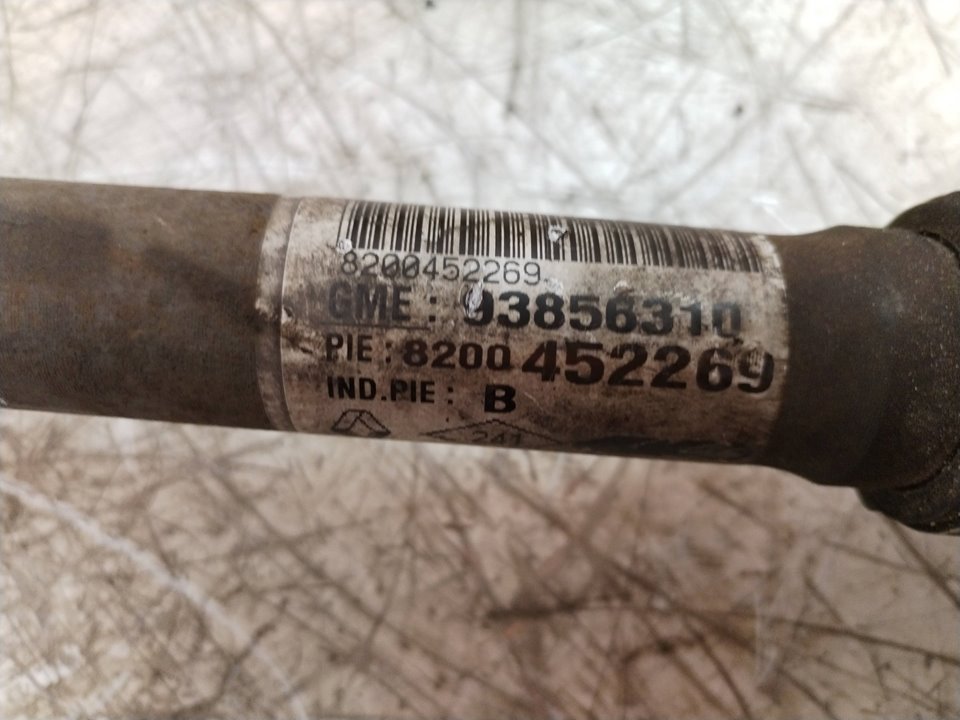 8200452269
GME : 93856310
PIE : 8200 452269
IND.PIE : B
241